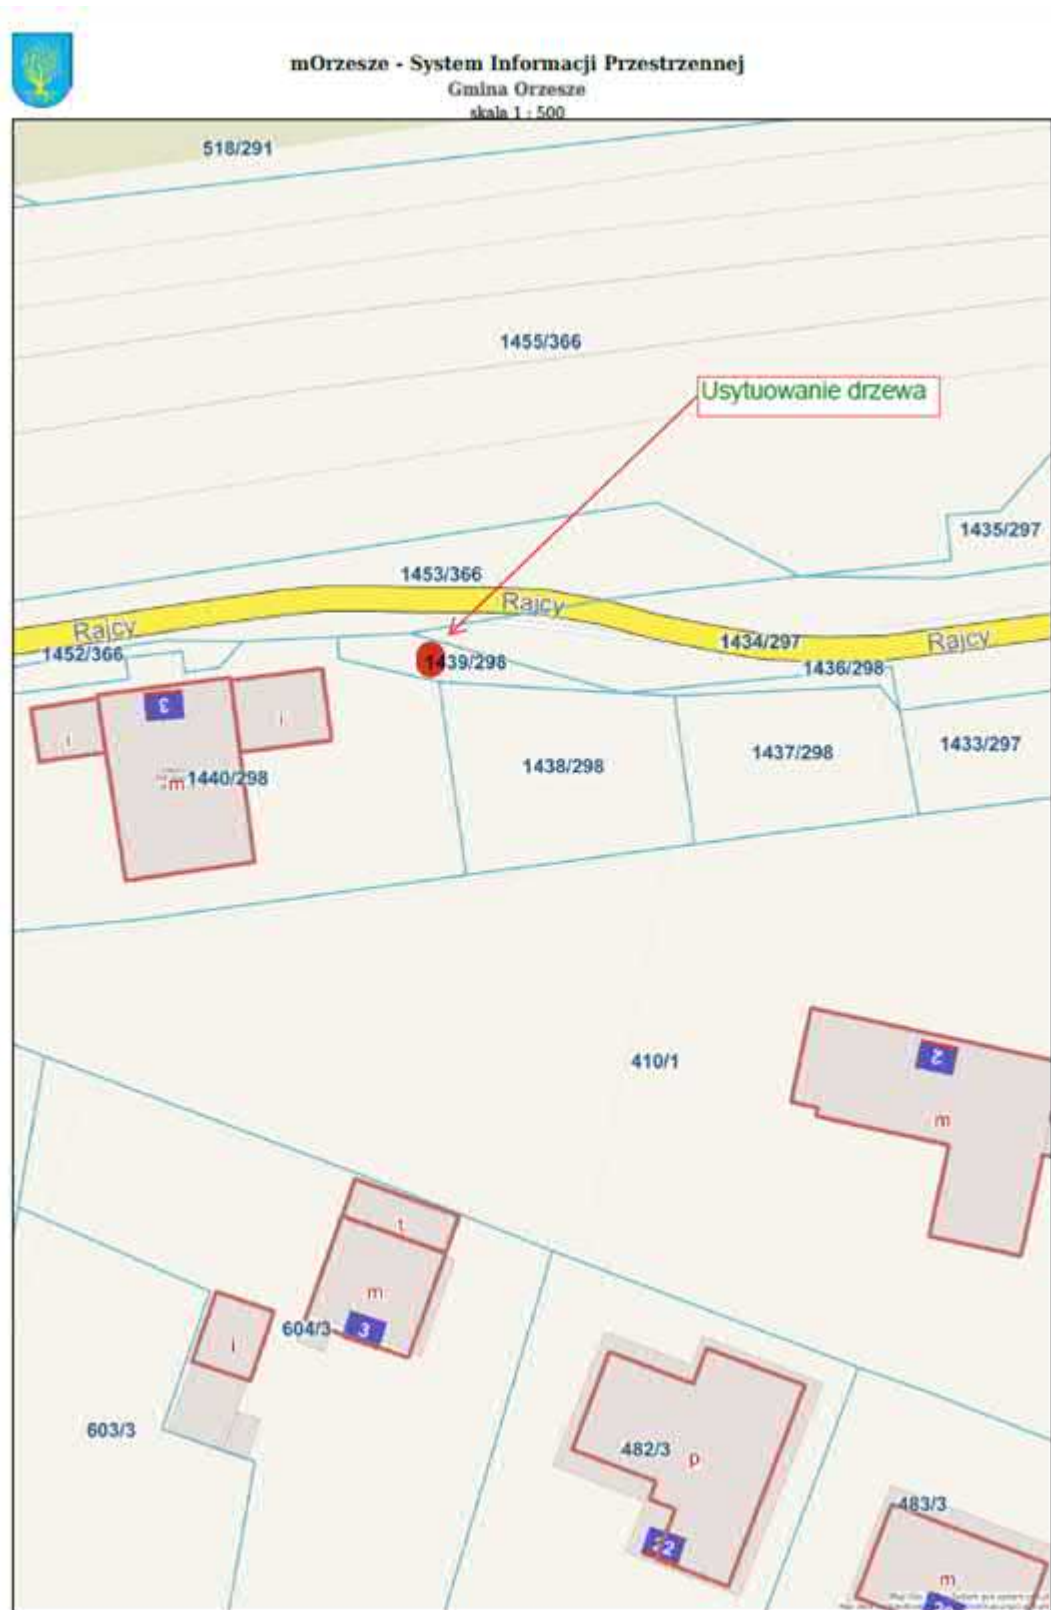 mOrzesze - System Informacji Przestrzennej
Gmina Orzesze
skala 1 : 500
518/291
1455/366
Usytuowanie drzewa
1435/297
1453/366
Rajcy
Rajcy
1434/297
Rajcy
1452/366
1439/298
1436/298
3
i
i
1433/297
1437/298
1438/298
m
1440/298
2
410/1
m
t
m
3
604/3
i
603/3
482/3
p
22
483/3
m